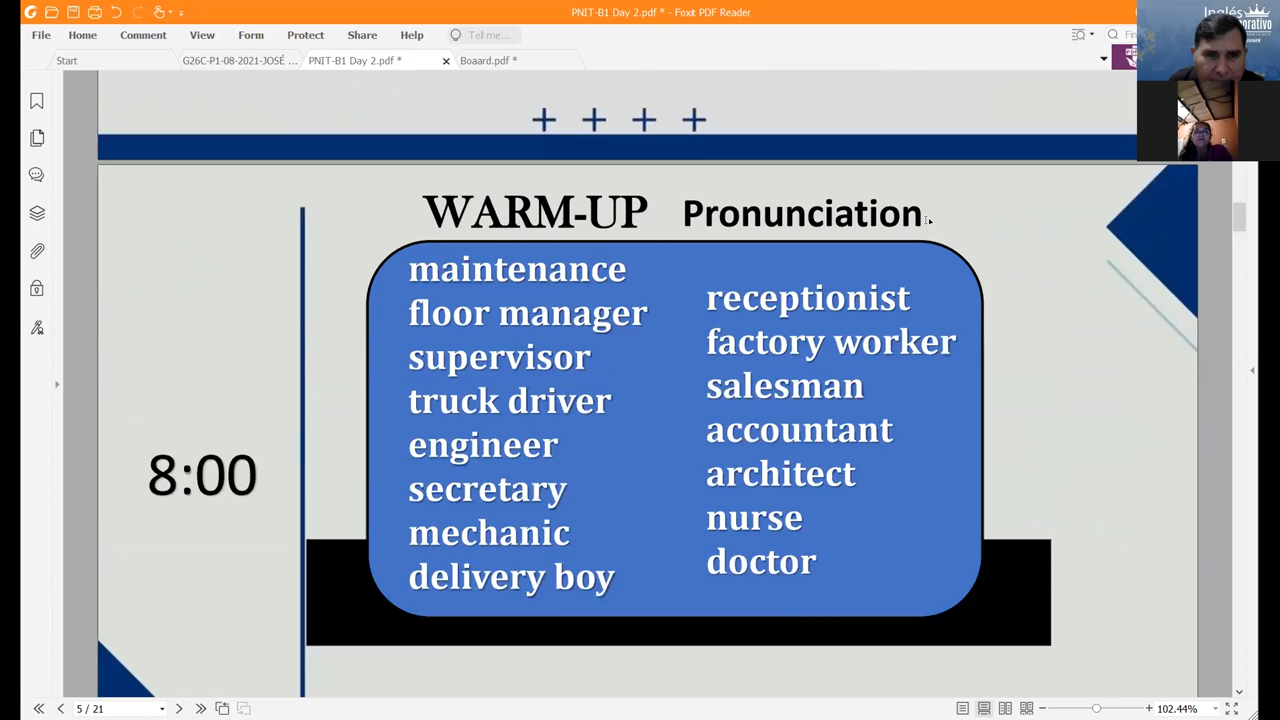 PNIT-B1 Day 2.pdf * - Foxit PDF Reader
Inglés
File Home Comment View Form Protect Share Help Tell me...
Start G26C-P1-08-2021-JOSÉ ... PNIT-B1 Day 2.pdf * Boaard.pdf *
WARM-UP Pronunciation
maintenance
floor manager
supervisor
truck driver
engineer
secretary
mechanic
delivery boy
receptionist
factory worker
salesman
accountant
architect
nurse
doctor
8:00
5 / 21
102.44%